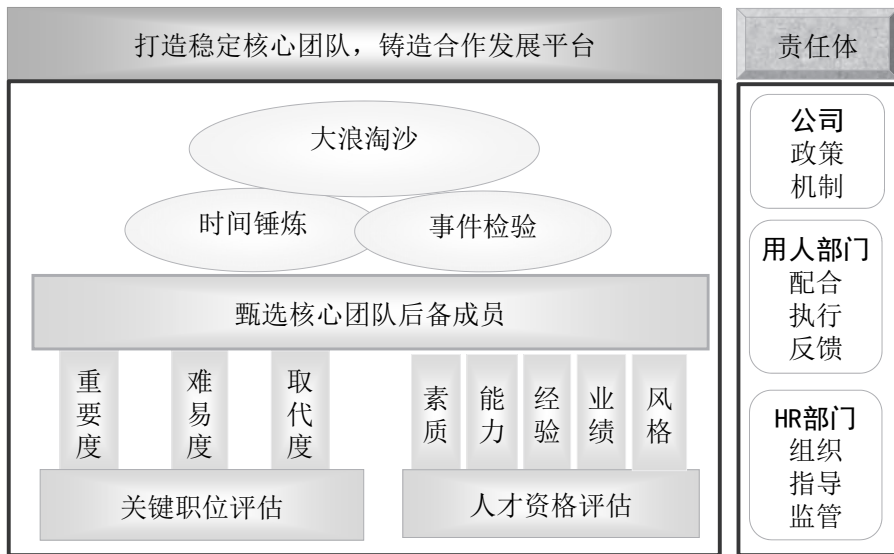 打造稳定核心团队，铸造合作发展平台
大浪淘沙
时间锤炼
事件检验
甄选核心团队后备成员
重要度
难易度
取代度
素质
能力
经验
业绩
风格
关键职位评估
人才资格评估
责任体
公司
政策
机制
用人部门
配合
执行
反馈
HR部门
组织
指导
监管